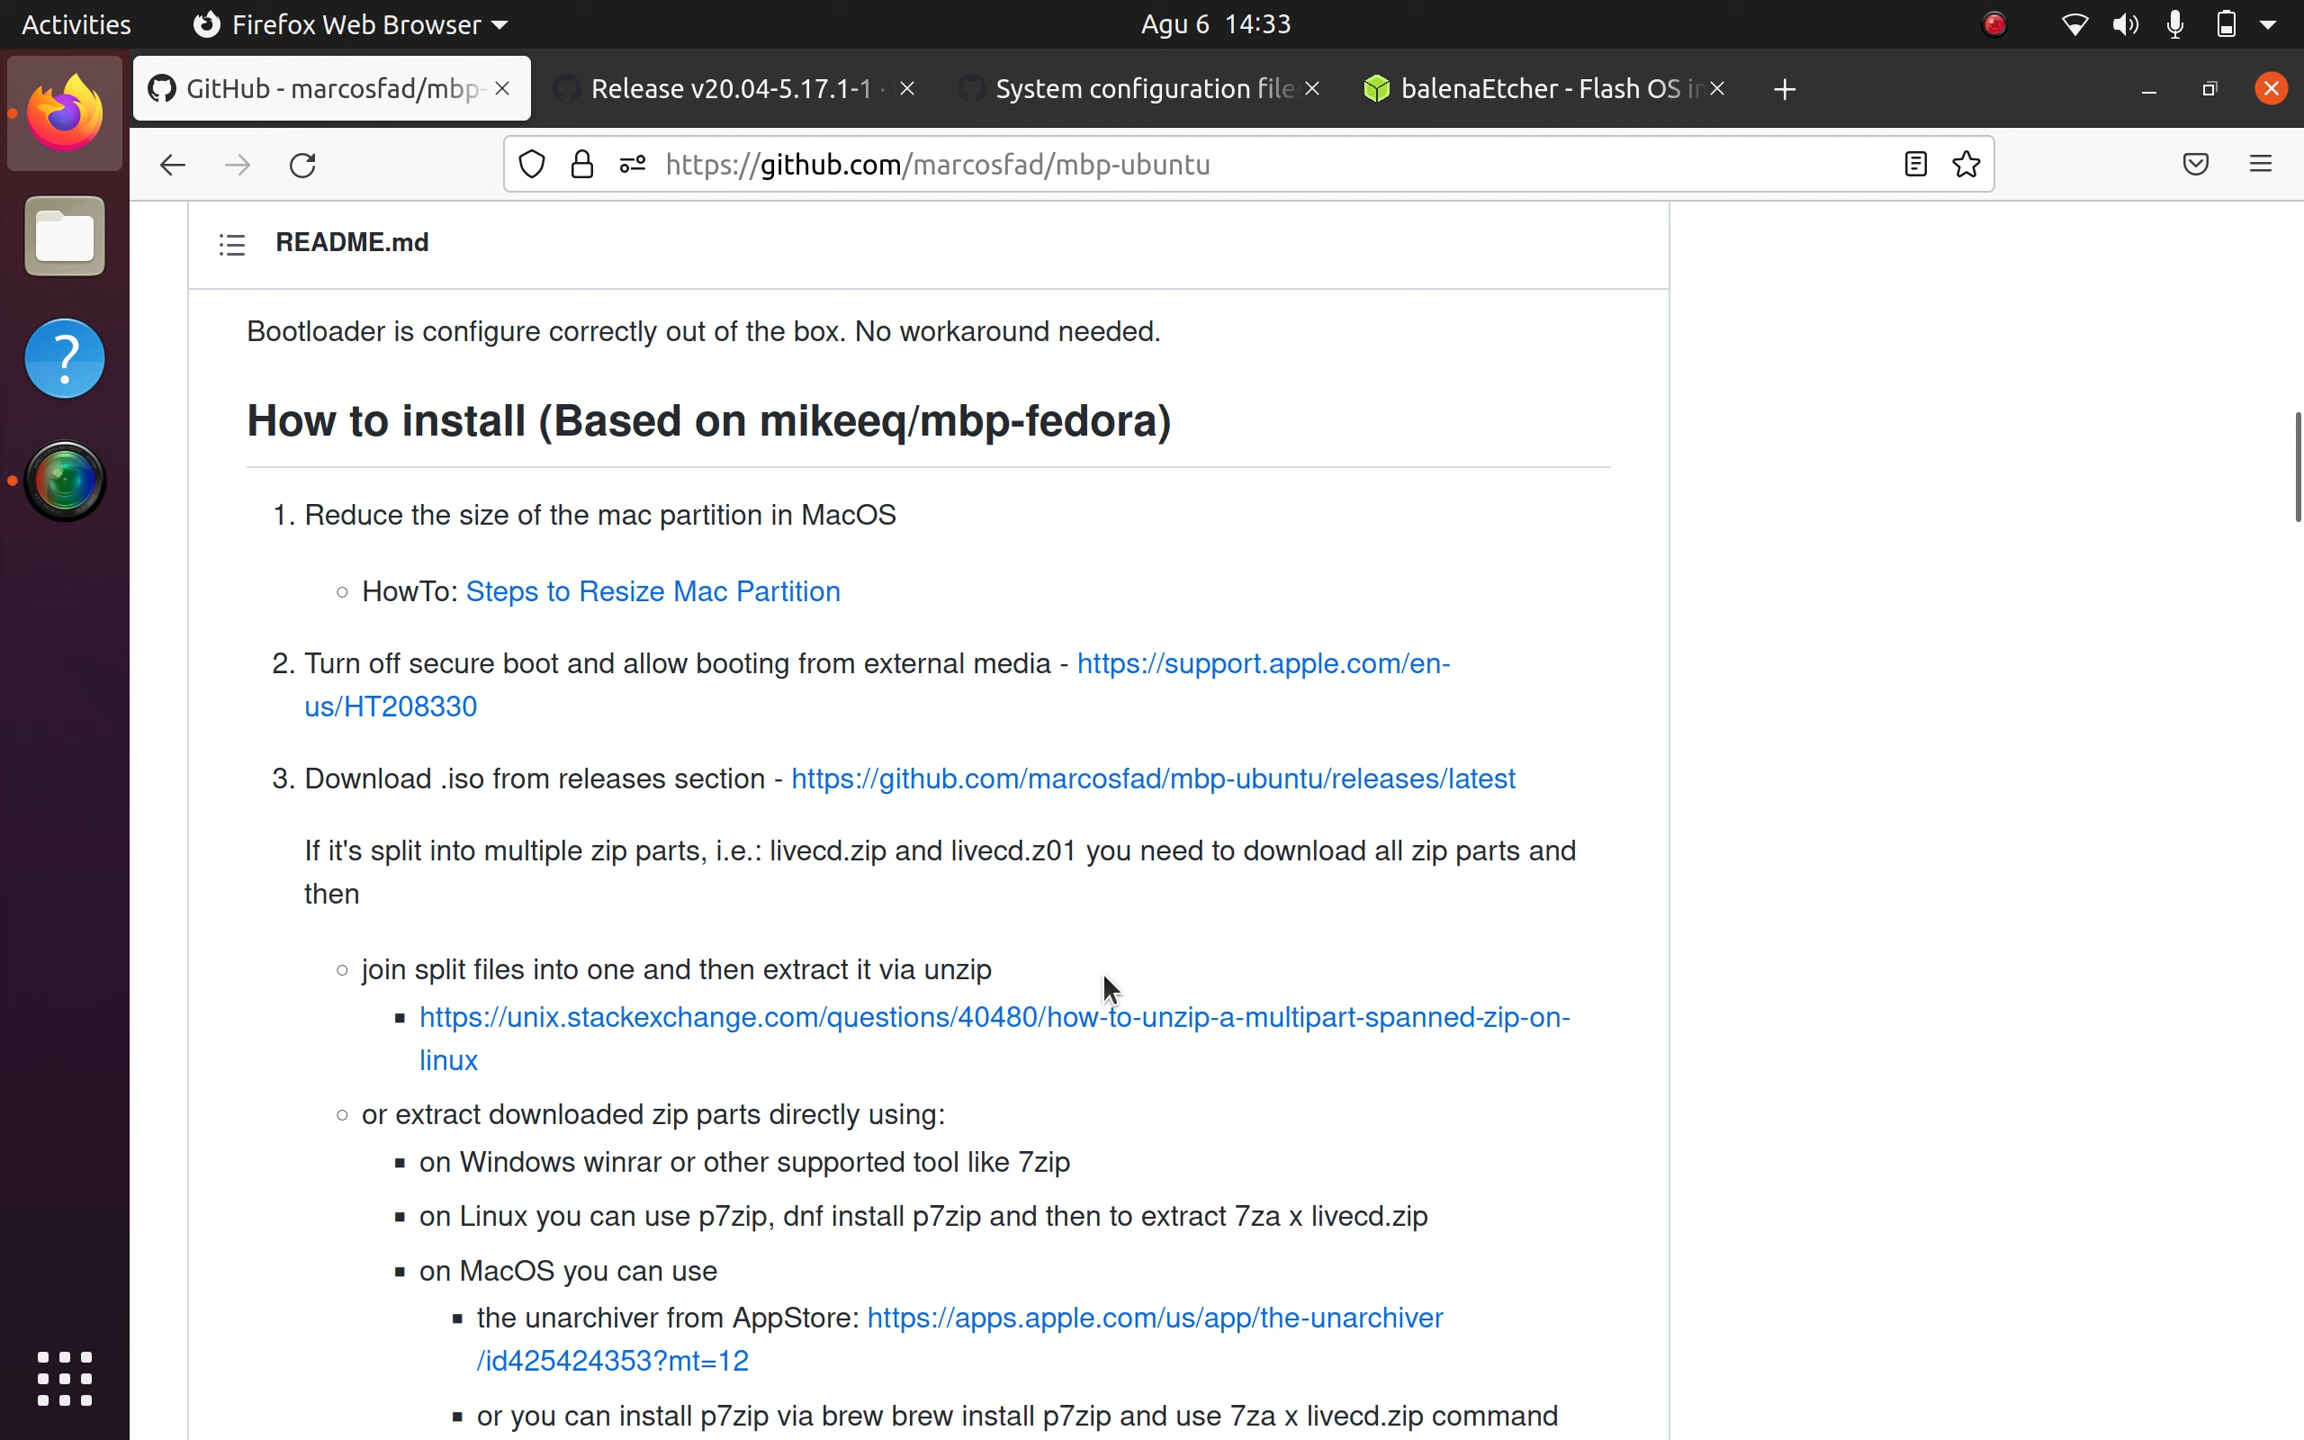 Activities Firefox Web Browser Agu 6 14:33
GitHub - marcosfad/mbp- Release v20.04-5.17.1-1 · System configuration file balenaEtcher - Flash OS
https://github.com/marcosfad/mbp-ubuntu
README.md
Bootloader is configure correctly out of the box. No workaround needed.
How to install (Based on mikeeq/mbp-fedora)
1. Reduce the size of the mac partition in MacOS
HowTo: Steps to Resize Mac Partition
2. Turn off secure boot and allow booting from external media - https://support.apple.com/en-
us/HT208330
3. Download .iso from releases section - https://github.com/marcosfad/mbp-ubuntu/releases/latest
If it's split into multiple zip parts, i.e.: livecd.zip and livecd.z01 you need to download all zip parts and
then
join split files into one and then extract it via unzip
https://unix.stackexchange.com/questions/40480/how-to-unzip-a-multipart-spanned-zip-on-
linux
or extract downloaded zip parts directly using:
on Windows winrar or other supported tool like 7zip
on Linux you can use p7zip, dnf install p7zip and then to extract 7za x livecd.zip
on MacOS you can use
the unarchiver from AppStore: https://apps.apple.com/us/app/the-unarchiver
/id425424353?mt=12
or you can install p7zip via brew brew install p7zip and use 7za x livecd.zip command